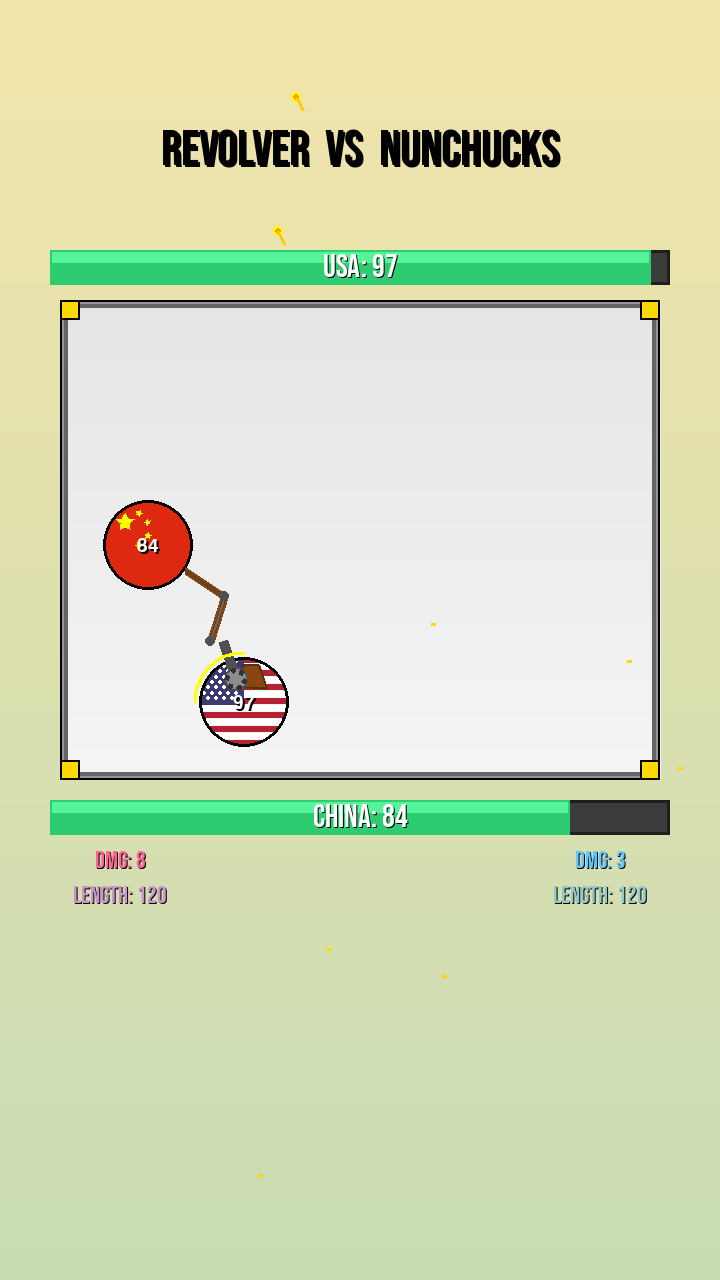 REVOLVER VS NUNCHUCKS
USA: 97
84
97
CHINA: 84
DMG: 8
DMG: 3
LENGTH: 120
LENGTH: 120